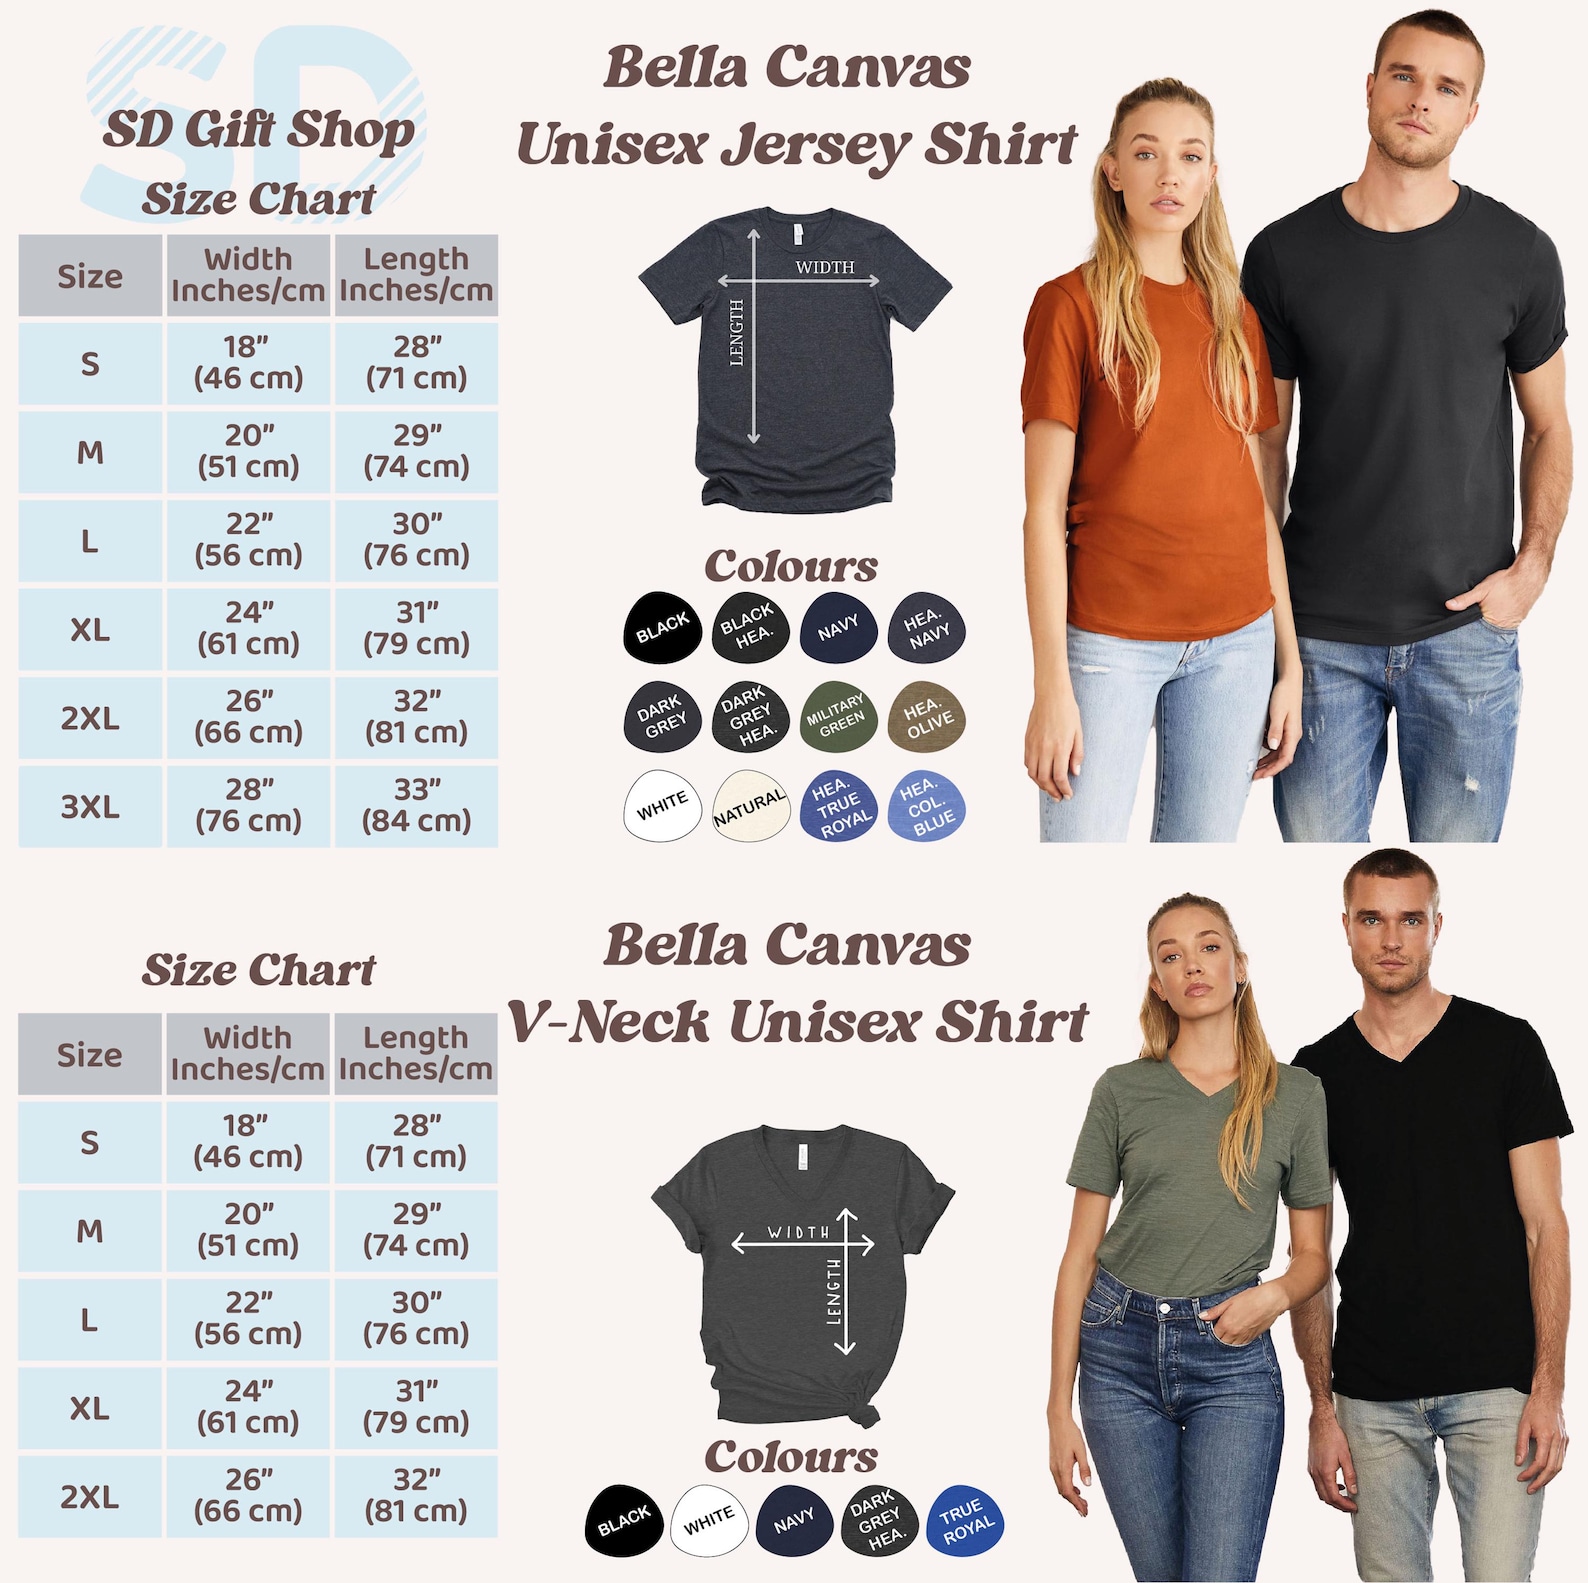 SD
SD Gift Shop
Size Chart
Size
Width
Inches/cm
Length
Inches/cm
S
18”
(46 cm)
28”
(71 cm)
M
20”
(51 cm)
29”
(74 cm)
L
22”
(56 cm)
30”
(76 cm)
XL
24”
(61 cm)
31”
(79 cm)
2XL
26”
(66 cm)
32”
(81 cm)
3XL
28”
(76 cm)
33”
(84 cm)
Bella Canvas
Unisex Jersey Shirt
WIDTH
LENGTH
Colours
BLACK
BLACK
HEA.
NAVY
HEA.
NAVY
DARK
GREY
DARK
GREY
HEA.
MILITARY
GREEN
HEA.
OLIVE
WHITE
NATURAL
HEA.
TRUE
ROYAL
HEA.
COL.
BLUE
Size Chart
Size
Width
Inches/cm
Length
Inches/cm
S
18”
(46 cm)
28”
(71 cm)
M
20”
(51 cm)
29”
(74 cm)
L
22”
(56 cm)
30”
(76 cm)
XL
24”
(61 cm)
31”
(79 cm)
2XL
26”
(66 cm)
32”
(81 cm)
Bella Canvas
V-Neck Unisex Shirt
WIDTH
LENGTH
Colours
BLACK
WHITE
NAVY
DARK
GREY
HEA.
TRUE
ROYAL